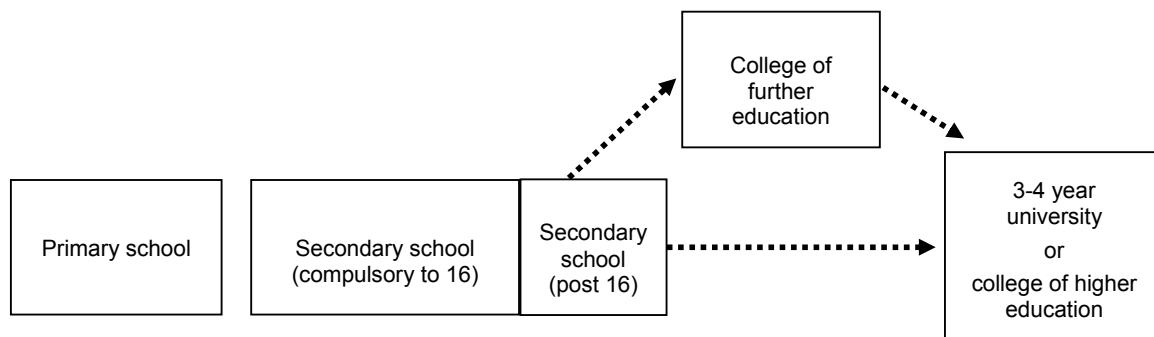 College of
further
education
Primary school
Secondary school
(compulsory to 16)
Secondary
school
(post 16)
3-4 year
university
or
college of higher
education